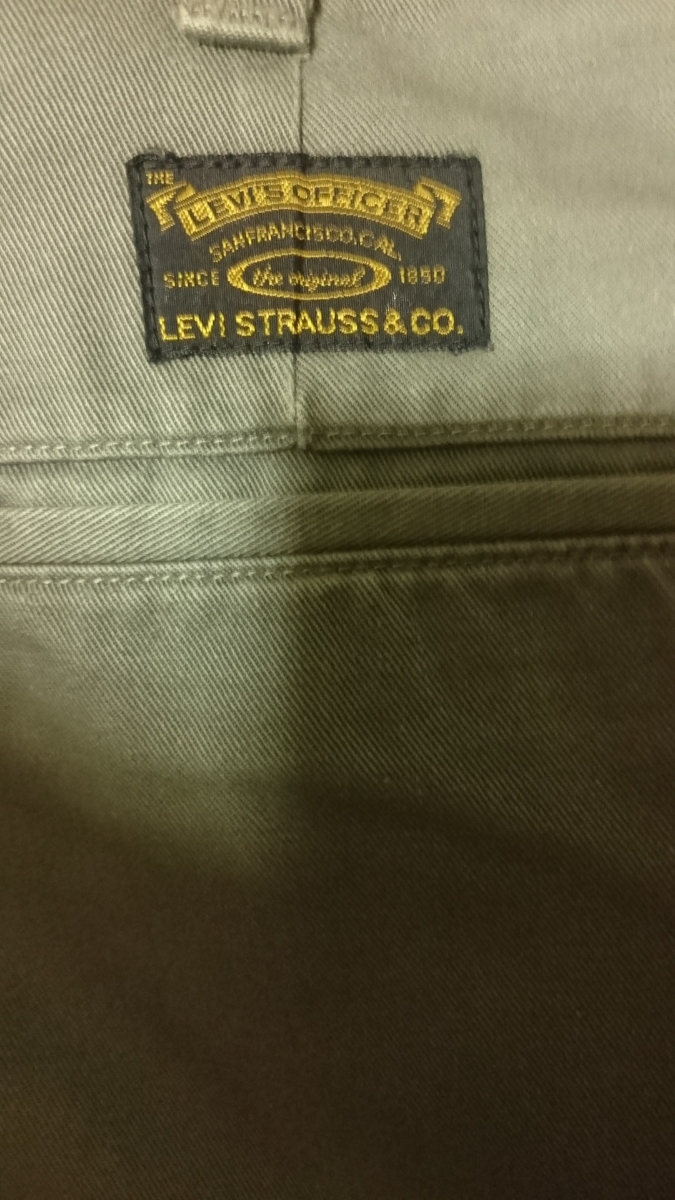 THE
LEVI'S OFFICER
SAN FRANCISCO, CAL.
SINCE the original 1850
LEVI STRAUSS & CO.